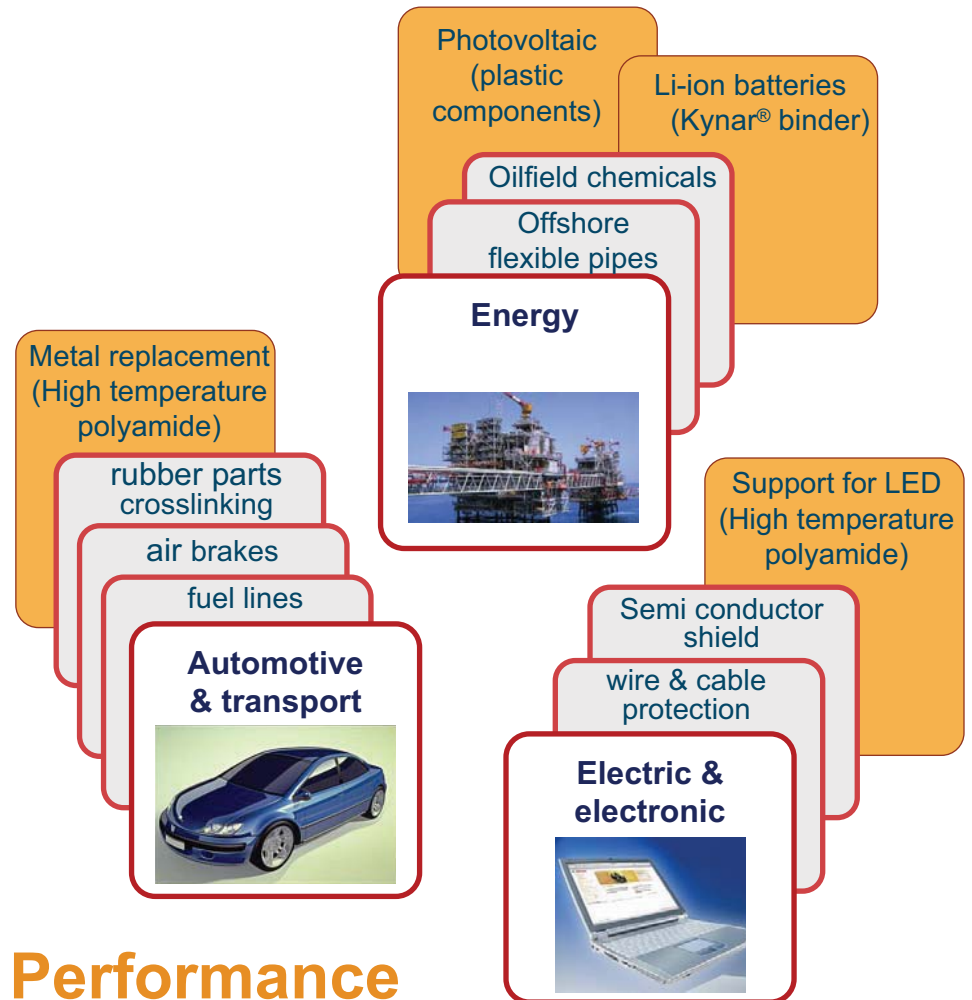 Photovoltaic
(plastic
components)
Li-ion batteries
(Kynar® binder)
Oilfield chemicals
Offshore
flexible pipes
Energy
Metal replacement
(High temperature
polyamide)
rubber parts
crosslinking
air brakes
fuel lines
Automotive
& transport
Support for LED
(High temperature
polyamide)
Semi conductor
shield
wire & cable
protection
Electric &
electronic
Performance